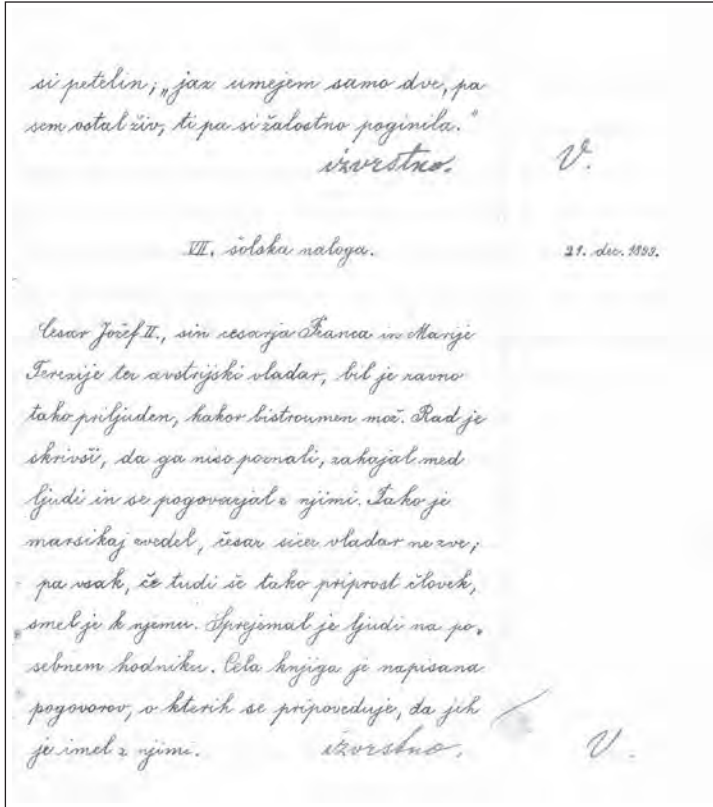 si petelin; „jaz umejem samo dve, pa
sem ostal živ, ti pa si žalostno poginila.“
izvrstno. V.
VII. šolska naloga. 21. dec. 1893.
Cesar Jožef II., sin cesarja Franca in Marije
Terezije ter avstrijski vladar, bil je ravno
tako priljuden, kakor bistroumen mož. Rad je
skrivši, da ga niso poznali, zahajal med
ljudi in se pogovarjal z njimi. Tako je
marsikaj zvedel, česar sicer vladar ne zve;
pa vsak, če tudi še tako priprost človek,
smel je k njemu. Sprejemal je ljudi na po„
sebnem hodniku. Cela knjiga je napisana
pogovorov, o kterih se pripoveduje, da jih
je imel z njimi. izvrstno. V.